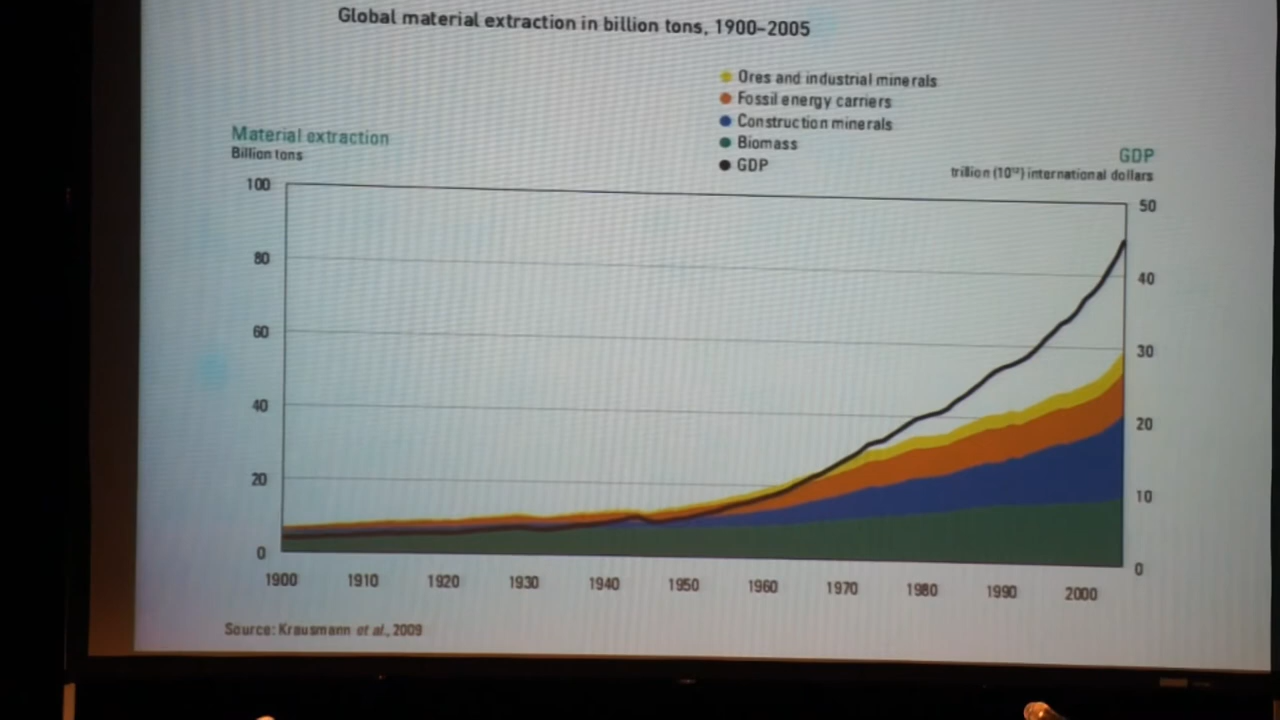 Global material extraction in billion tons, 1900–2005
Ores and industrial minerals
Fossil energy carriers
Construction minerals
Biomass
GDP
Material extraction
Billion tons
GDP
trillion (10¹²) international dollars
100
80
60
40
20
0
50
40
30
20
10
0
1900 1910 1920 1930 1940 1950 1960 1970 1980 1990 2000
Source: Krausmann et al., 2009